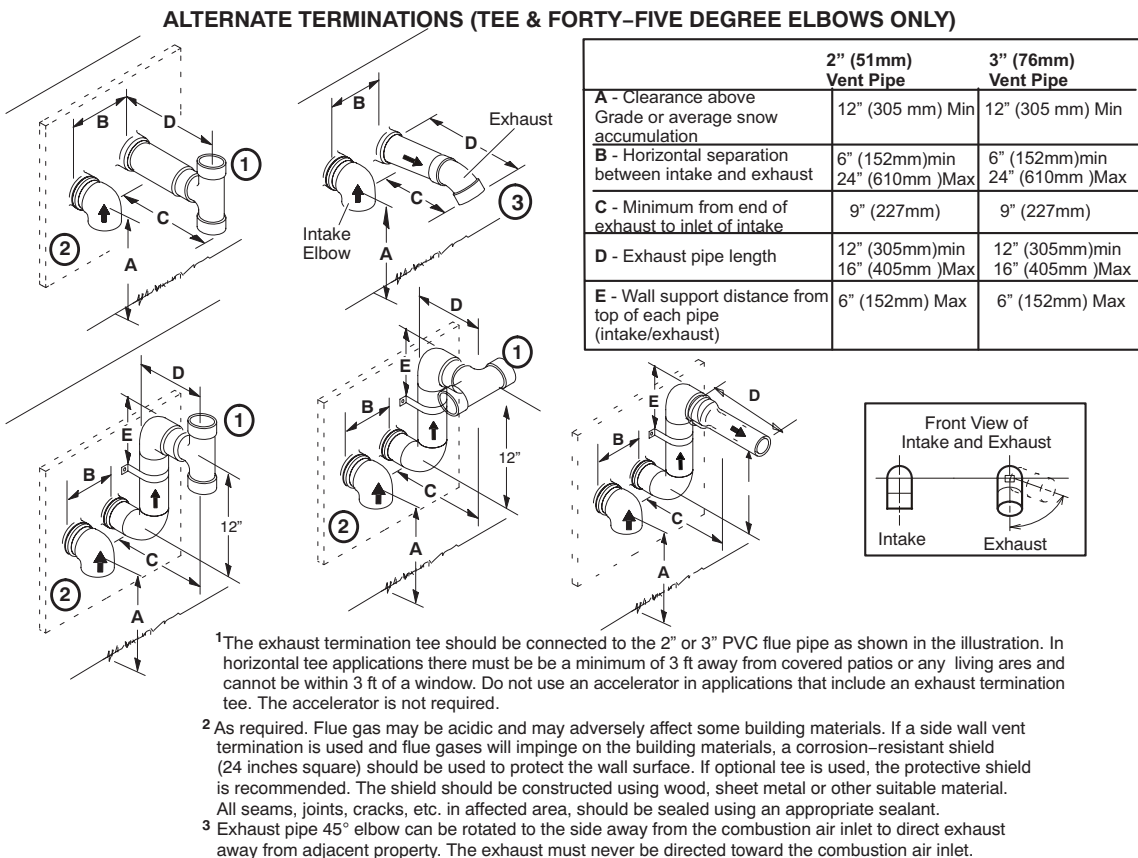 ALTERNATE TERMINATIONS (TEE & FORTY–FIVE DEGREE ELBOWS ONLY)
B
D
1
C
2
A
B
Exhaust
D
C
3
Intake
Elbow
A
2” (51mm)
Vent Pipe
3” (76mm)
Vent Pipe
A - Clearance above
Grade or average snow
accumulation
12” (305 mm) Min
12” (305 mm) Min
B - Horizontal separation
between intake and exhaust
6” (152mm)min
24” (610mm )Max
6” (152mm)min
24” (610mm )Max
C - Minimum from end of
exhaust to inlet of intake
9” (227mm)
9” (227mm)
D - Exhaust pipe length
12” (305mm)min
16” (405mm )Max
12” (305mm)min
16” (405mm )Max
E - Wall support distance from
top of each pipe
(intake/exhaust)
6” (152mm) Max
6” (152mm) Max
D
1
E
B
12”
C
2
A
D
1
E
B
12”
C
2
A
E
D
B
C
A
Front View of
Intake and Exhaust
Intake
Exhaust
1The exhaust termination tee should be connected to the 2” or 3” PVC flue pipe as shown in the illustration. In
horizontal tee applications there must be be a minimum of 3 ft away from covered patios or any living ares and
cannot be within 3 ft of a window. Do not use an accelerator in applications that include an exhaust termination
tee. The accelerator is not required.
2 As required. Flue gas may be acidic and may adversely affect some building materials. If a side wall vent
termination is used and flue gases will impinge on the building materials, a corrosion–resistant shield
(24 inches square) should be used to protect the wall surface. If optional tee is used, the protective shield
is recommended. The shield should be constructed using wood, sheet metal or other suitable material.
All seams, joints, cracks, etc. in affected area, should be sealed using an appropriate sealant.
3 Exhaust pipe 45° elbow can be rotated to the side away from the combustion air inlet to direct exhaust
away from adjacent property. The exhaust must never be directed toward the combustion air inlet.